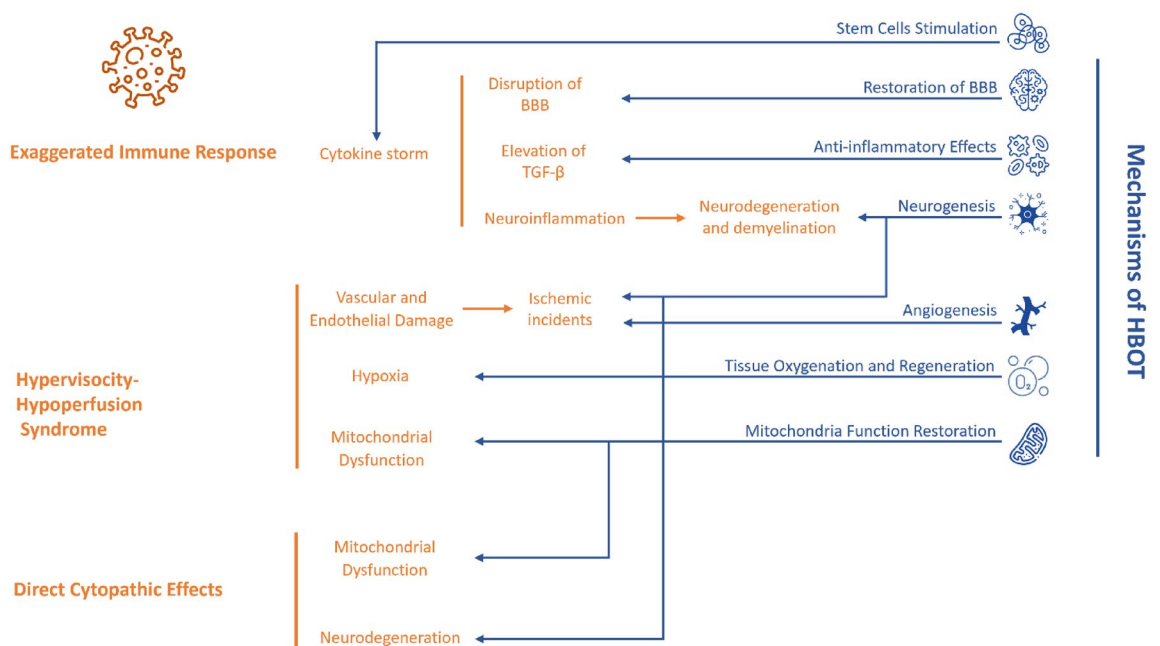 Stem Cells Stimulation
Disruption of
BBB
Restoration of BBB
Exaggerated Immune Response
Cytokine storm
Elevation of
TGF-β
Anti-inflammatory Effects
Neuroinflammation
Neurodegeneration
and demyelination
Neurogenesis
Mechanisms of HBOT
Hypervisocity-
Hypoperfusion
Syndrome
Vascular and
Endothelial Damage
Ischemic
incidents
Angiogenesis
Hypoxia
Tissue Oxygenation and Regeneration
O₂
Mitochondrial
Dysfunction
Mitochondria Function Restoration
Direct Cytopathic Effects
Mitochondrial
Dysfunction
Neurodegeneration